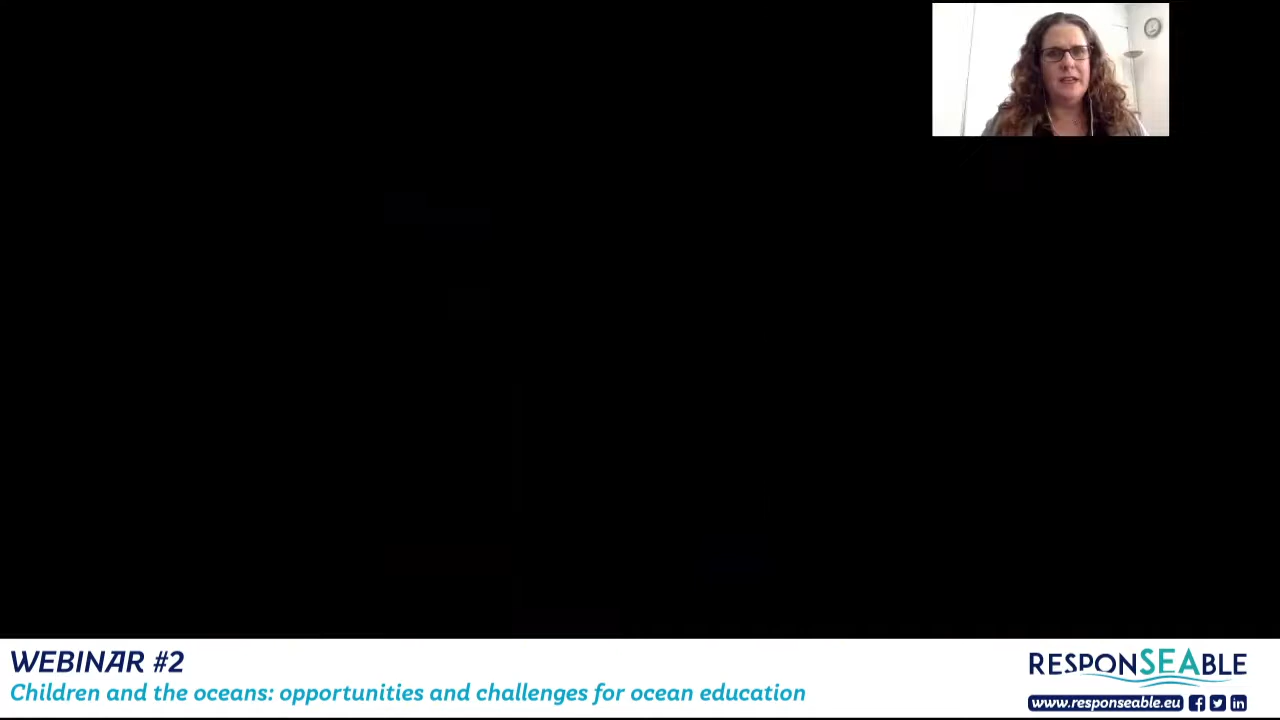 WEBINAR #2
Children and the oceans: opportunities and challenges for ocean education
RESPONSEABLE
www.responseable.eu